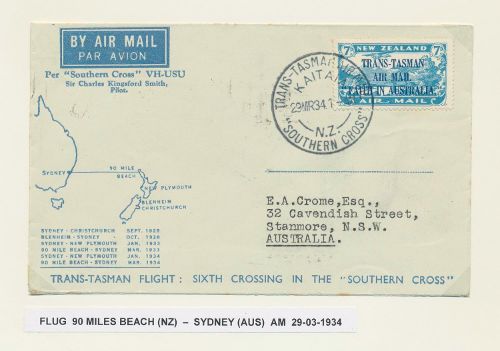 BY AIR MAIL
PAR AVION
Per "Southern Cross" VH-USU
Sir Charles Kingsford Smith,
Pilot.
TRANS-TASMAN AIR MAIL
KAITAIA
29MR34
N.Z.
"SOUTHERN CROSS"
7D NEW ZEALAND 7D
TRANS-TASMAN
AIR MAIL
FAITH IN AUSTRALIA
AIR MAIL
SYDNEY
90 MILE
BEACH
NEW PLYMOUTH
BLENHEIM
CHRISTCHURCH
SYDNEY - CHRISTCHURCH SEPT. 1928
BLENHEIM - SYDNEY OCT. 1928
SYDNEY - NEW PLYMOUTH JAN. 1933
90 MILE BEACH - SYDNEY MAR. 1933
SYDNEY - NEW PLYMOUTH JAN. 1934
90 MILE BEACH - SYDNEY MAR. 1934
E.A.Crome,Esq.,
32 Cavendish Street,
Stanmore, N.S.W.
AUSTRALIA.
TRANS-TASMAN FLIGHT: SIXTH CROSSING IN THE "SOUTHERN CROSS"
FLUG 90 MILES BEACH (NZ) – SYDNEY (AUS) AM 29-03-1934